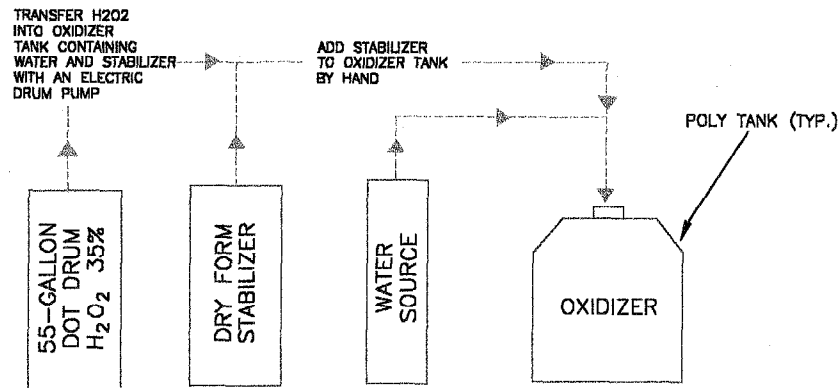 TRANSFER H2O2
INTO OXIDIZER
TANK CONTAINING
WATER AND STABILIZER
WITH AN ELECTRIC
DRUM PUMP
ADD STABILIZER
TO OXIDIZER TANK
BY HAND
POLY TANK (TYP.)
55-GALLON
DOT DRUM
H₂O₂ 35%
DRY FORM
STABILIZER
WATER
SOURCE
OXIDIZER